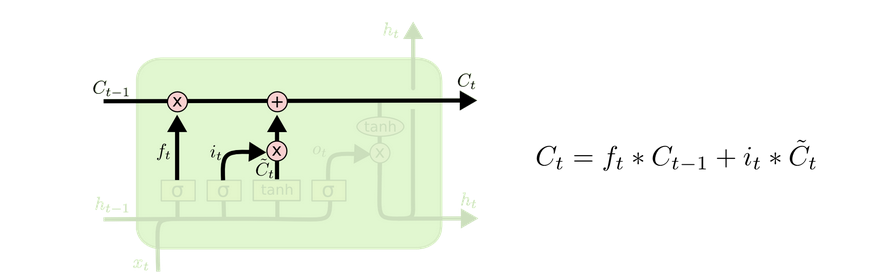 h_t
C_{t-1}
C_t
x
+
tanh
f_t
i_t
o_t
x
x
C̃_t
σ
σ
tanh
σ
h_{t-1}
h_t
x_t
C_t = f_t * C_{t-1} + i_t * C̃_t